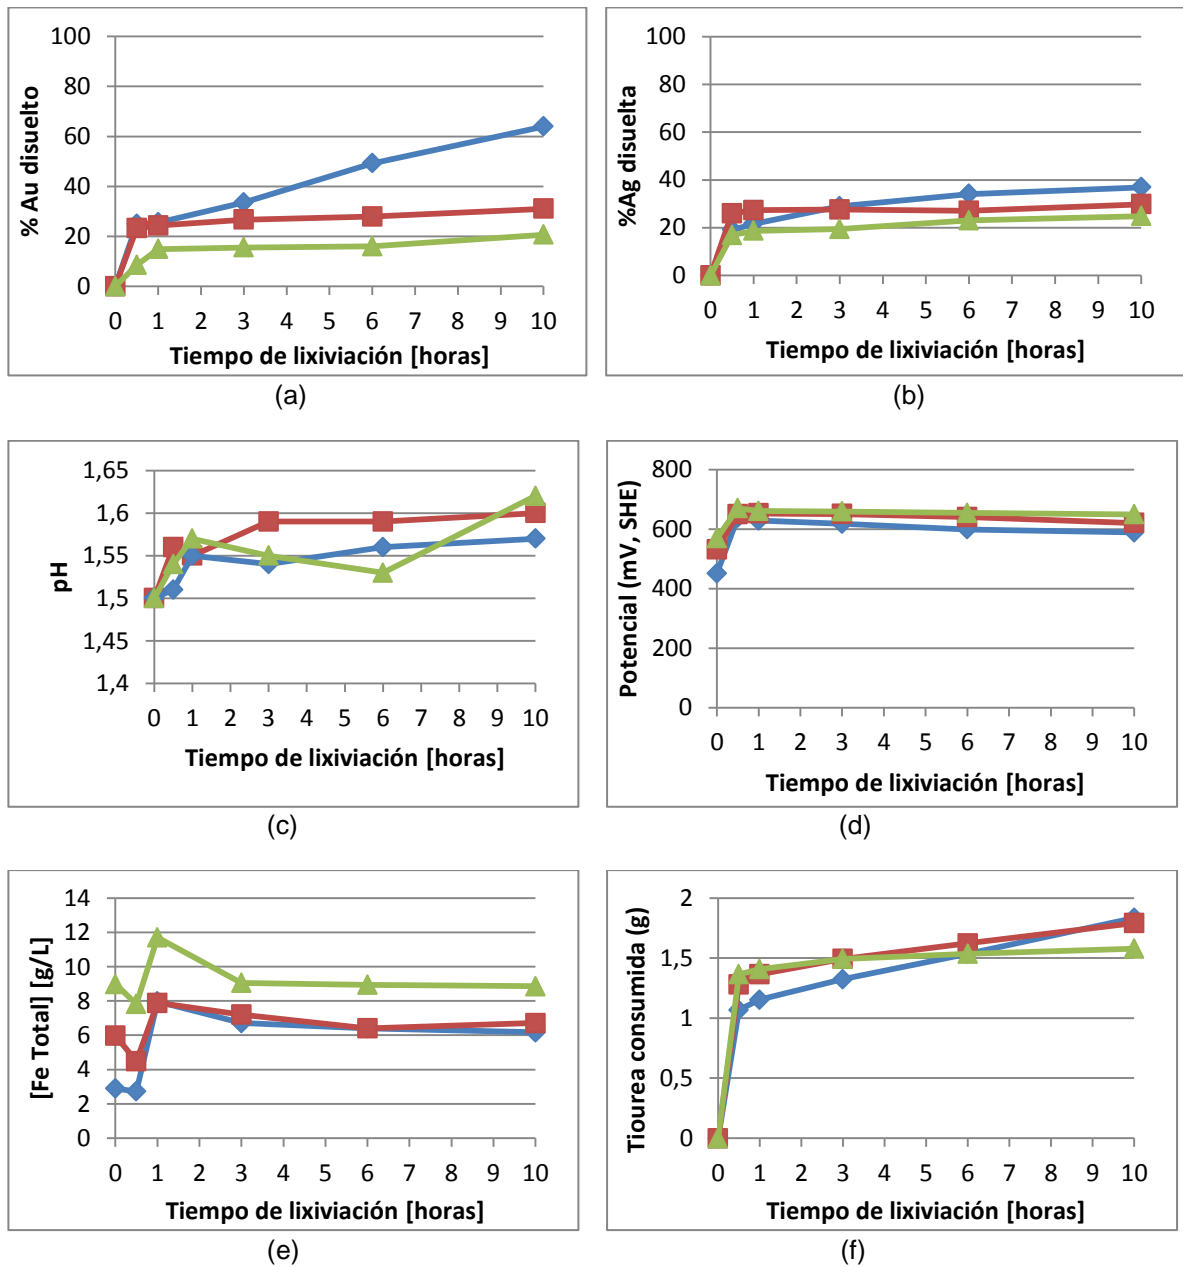 100
80
60
40
20
0
% Au disuelto
0 1 2 3 4 5 6 7 8 9 10
Tiempo de lixiviación [horas]
(a)
100
80
60
40
20
0
%Ag disuelta
0 1 2 3 4 5 6 7 8 9 10
Tiempo de lixiviación [horas]
(b)
1,65
1,6
1,55
1,5
1,45
1,4
pH
0 1 2 3 4 5 6 7 8 9 10
Tiempo de lixiviación [horas]
(c)
800
600
400
200
0
Potencial (mV, SHE)
0 1 2 3 4 5 6 7 8 9 10
Tiempo de lixiviación [horas]
(d)
14
12
10
8
6
4
2
0
[Fe Total] [g/L]
0 1 2 3 4 5 6 7 8 9 10
Tiempo de lixiviación [horas]
(e)
2
1,5
1
0,5
0
Tiourea consumida (g)
0 1 2 3 4 5 6 7 8 9 10
Tiempo de lixiviación [horas]
(f)